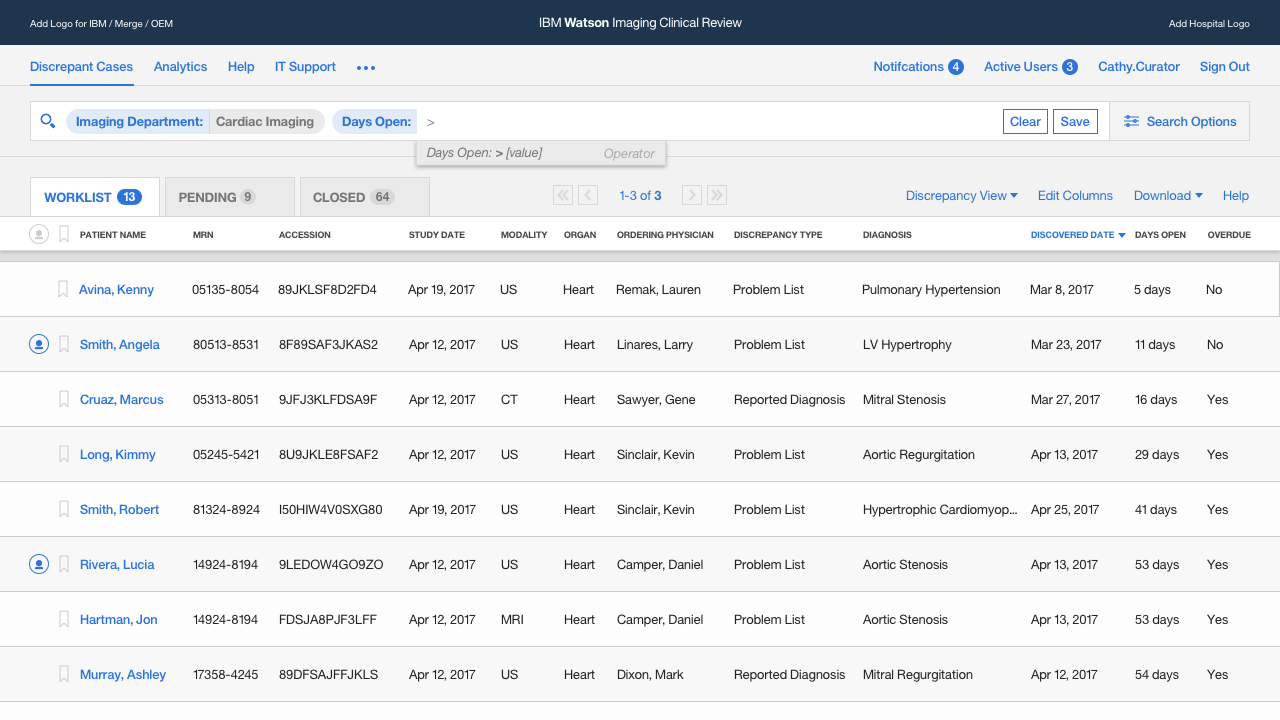 Add Logo for IBM / Merge / OEM IBM Watson Imaging Clinical Review Add Hospital Logo
Discrepant Cases Analytics Help IT Support ••• Notifcations 4 Active Users 3 Cathy.Curator Sign Out
Imaging Department: Cardiac Imaging Days Open: > Clear Save Search Options
Days Open: > [value] Operator
WORKLIST 13 PENDING 9 CLOSED 64 1-3 of 3 Discrepancy View Edit Columns Download Help
PATIENT NAME MRN ACCESSION STUDY DATE MODALITY ORGAN ORDERING PHYSICIAN DISCREPANCY TYPE DIAGNOSIS DISCOVERED DATE DAYS OPEN OVERDUE
Avina, Kenny 05135-8054 89JKLSF8D2FD4 Apr 19, 2017 US Heart Remak, Lauren Problem List Pulmonary Hypertension Mar 8, 2017 5 days No
Smith, Angela 80513-8531 8F89SAF3JKAS2 Apr 12, 2017 US Heart Linares, Larry Problem List LV Hypertrophy Mar 23, 2017 11 days No
Cruaz, Marcus 05313-8051 9JFJ3KLFDSA9F Apr 12, 2017 CT Heart Sawyer, Gene Reported Diagnosis Mitral Stenosis Mar 27, 2017 16 days Yes
Long, Kimmy 05245-5421 8U9JKLE8FSAF2 Apr 12, 2017 US Heart Sinclair, Kevin Problem List Aortic Regurgitation Apr 13, 2017 29 days Yes
Smith, Robert 81324-8924 I50HIW4V0SXG80 Apr 19, 2017 US Heart Sinclair, Kevin Problem List Hypertrophic Cardiomyop... Apr 25, 2017 41 days Yes
Rivera, Lucia 14924-8194 9LEDOW4GO9ZO Apr 12, 2017 US Heart Camper, Daniel Problem List Aortic Stenosis Apr 13, 2017 53 days Yes
Hartman, Jon 14924-8194 FDSJA8PJF3LFF Apr 12, 2017 MRI Heart Camper, Daniel Problem List Aortic Stenosis Apr 13, 2017 53 days Yes
Murray, Ashley 17358-4245 89DFSAJFFJKLS Apr 12, 2017 US Heart Dixon, Mark Reported Diagnosis Mitral Regurgitation Apr 12, 2017 54 days Yes